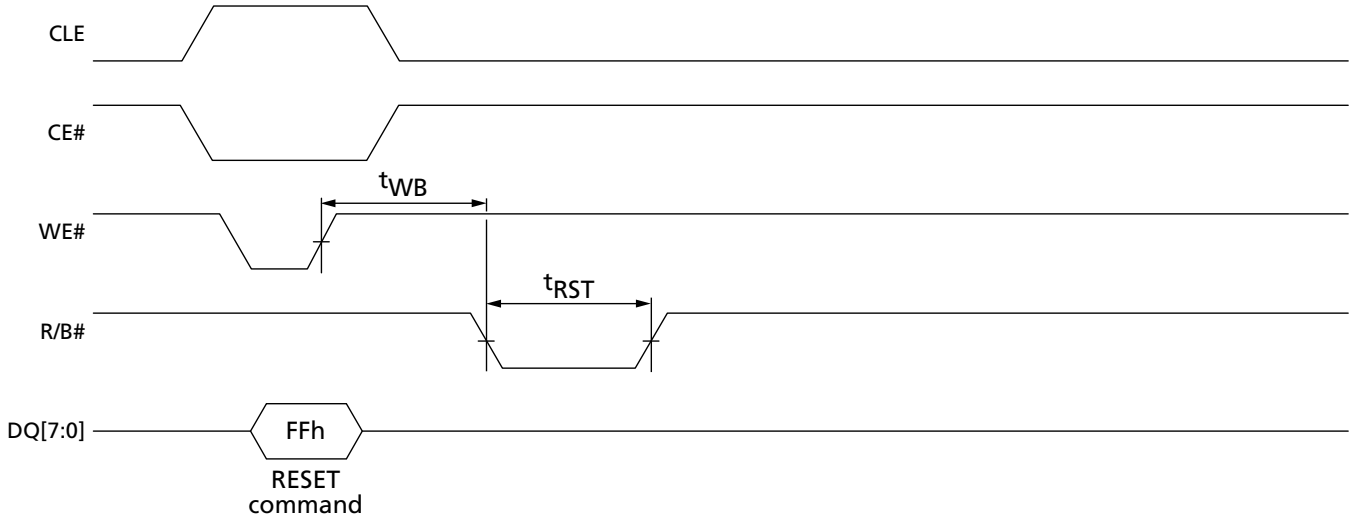 CLE
CE#
tWB
WE#
tRST
R/B#
DQ[7:0]
FFh
RESET
command